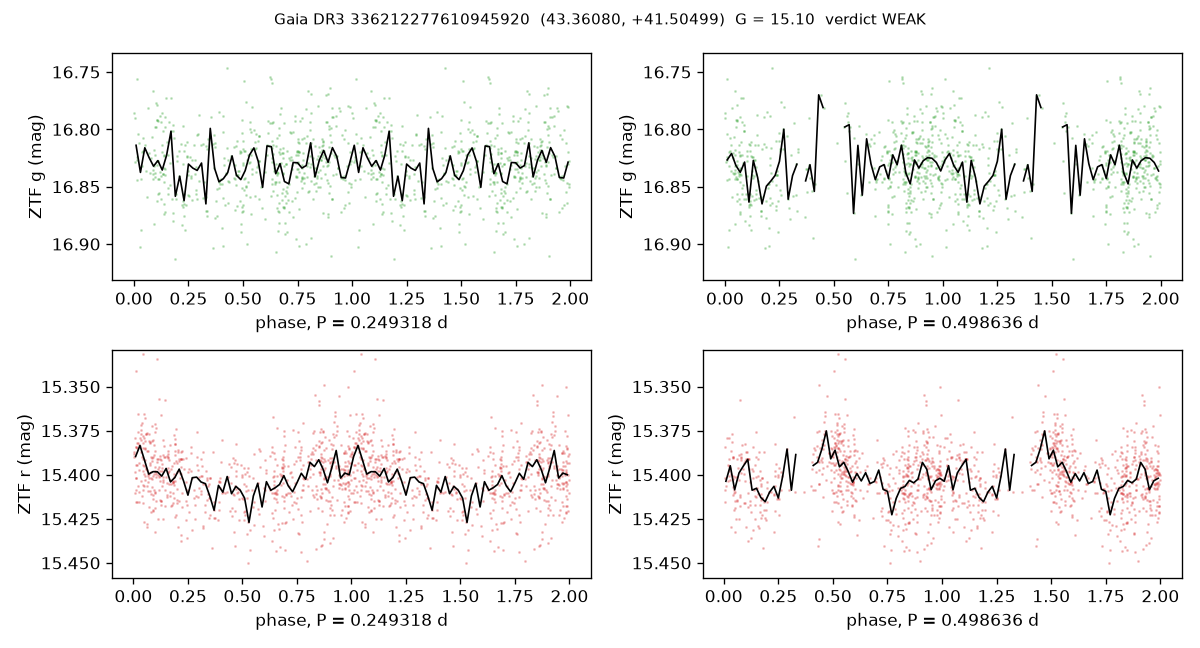 Gaia DR3 336212277610945920 (43.36080, +41.50499) G = 15.10 verdict WEAK
ZTF g (mag)
16.75
16.80
16.85
16.90
0.00 0.25 0.50 0.75 1.00 1.25 1.50 1.75 2.00
phase, P = 0.249318 d
ZTF g (mag)
16.75
16.80
16.85
16.90
0.00 0.25 0.50 0.75 1.00 1.25 1.50 1.75 2.00
phase, P = 0.498636 d
ZTF r (mag)
15.350
15.375
15.400
15.425
15.450
0.00 0.25 0.50 0.75 1.00 1.25 1.50 1.75 2.00
phase, P = 0.249318 d
ZTF r (mag)
15.350
15.375
15.400
15.425
15.450
0.00 0.25 0.50 0.75 1.00 1.25 1.50 1.75 2.00
phase, P = 0.498636 d